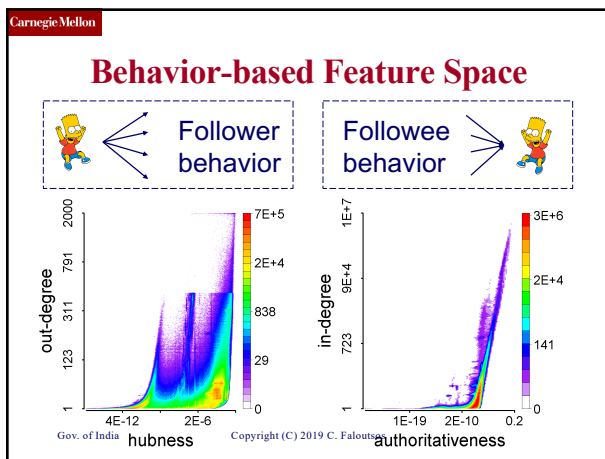 Carnegie Mellon
Behavior-based Feature Space
Follower
behavior
Followee
behavior
out-degree
2000
791
311
123
1
4E-12
2E-6
hubness
7E+5
2E+4
838
29
0
in-degree
1E+7
9E+4
723
1
1E-19
2E-10
0.2
authoritativeness
3E+6
2E+4
141
0
Gov. of India
Copyright (C) 2019 C. Faloutsos